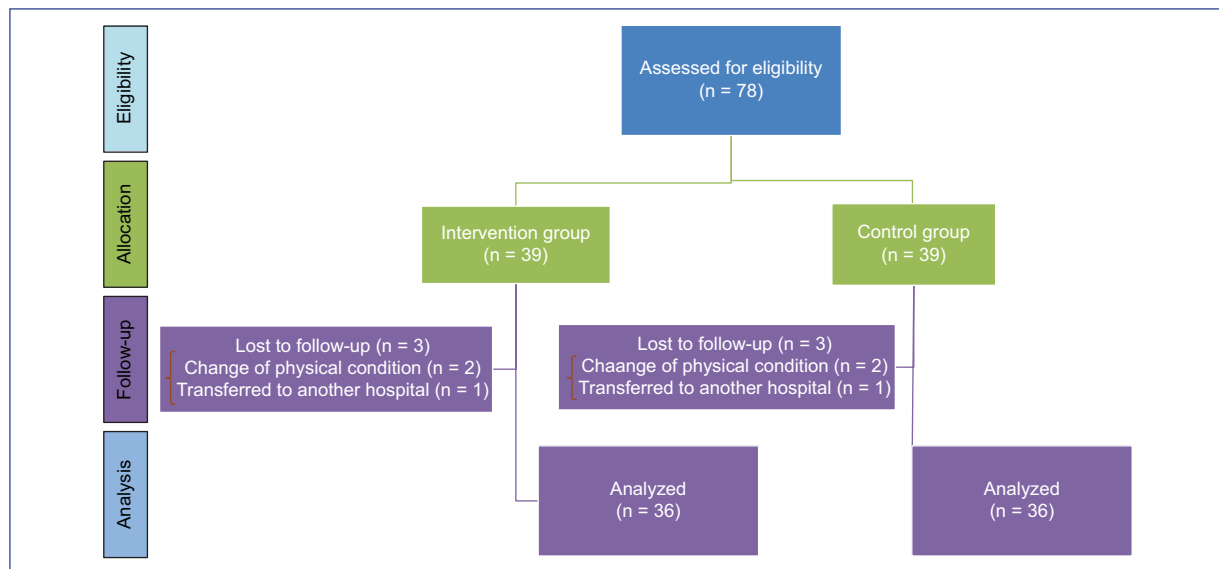 Eligibility
Assessed for eligibility
(n = 78)
Allocation
Intervention group
(n = 39)
Control group
(n = 39)
Follow-up
Lost to follow-up (n = 3)
Change of physical condition (n = 2)
Transferred to another hospital (n = 1)
Lost to follow-up (n = 3)
Chaange of physical condition (n = 2)
Transferred to another hospital (n = 1)
Analysis
Analyzed
(n = 36)
Analyzed
(n = 36)